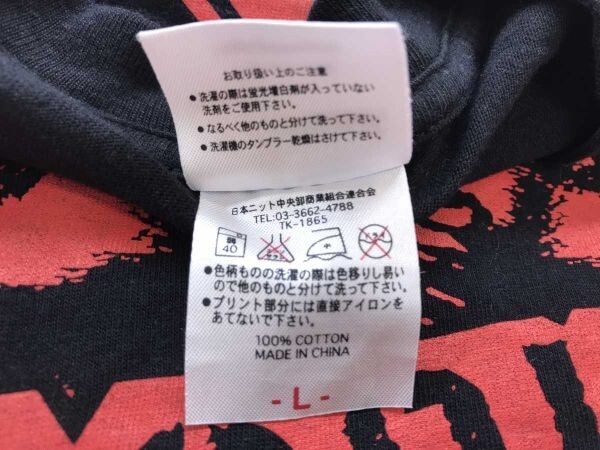 お取り扱い上のご注意
●洗濯の際は蛍光増白剤が入っていない
洗剤をご使用下さい。
●なるべく他のものと分けて洗って下さい。
●洗濯機のタンブラー乾燥はさけて下さい。
日本ニット中央卸商業組合連合会
TEL:03-3662-4788
TK-1865
弱
40
エンソ
サラシ
中
●色柄ものの洗濯の際は色移りし易い
ので他のものと分けて洗って下さい。
●プリント部分には直接アイロンを
あてないで下さい。
100% COTTON
MADE IN CHINA
- L -